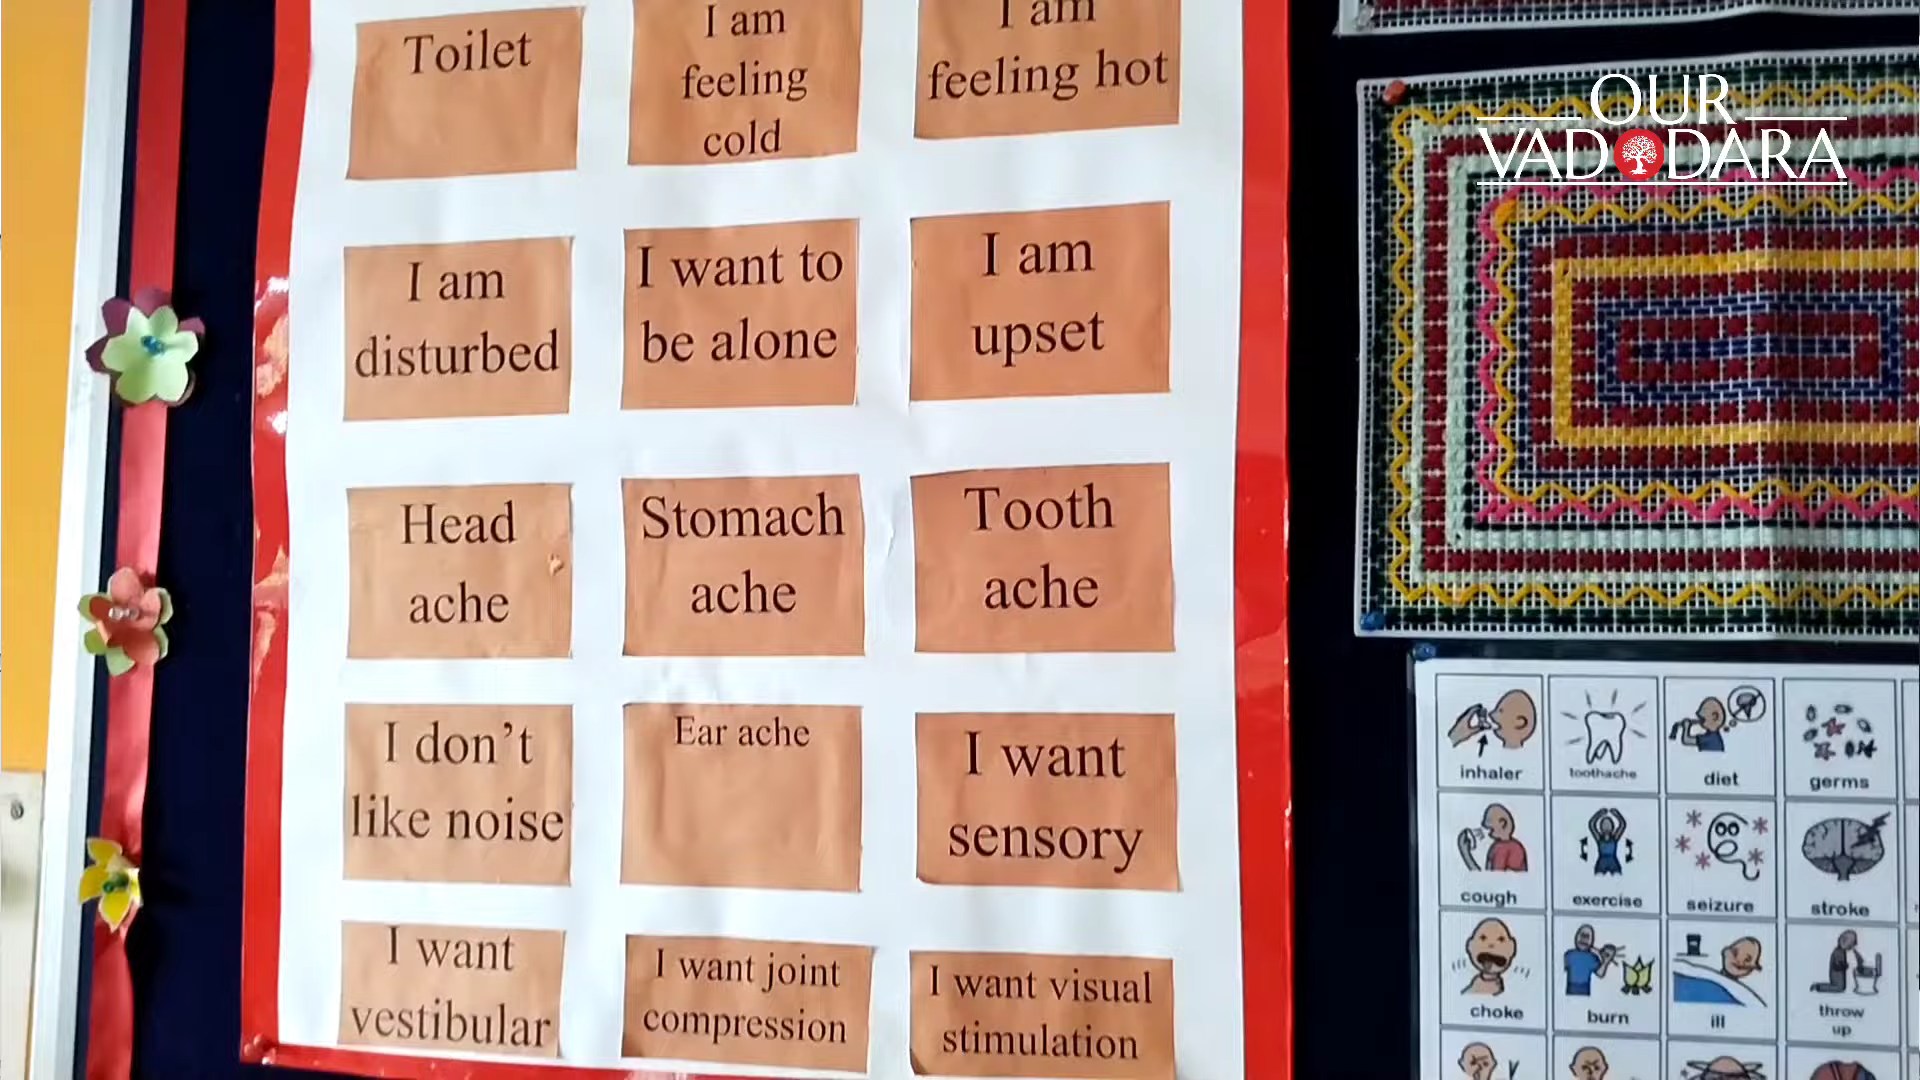 Toilet
I am
feeling
cold
I am
feeling hot
I am
disturbed
I want to
be alone
I am
upset
Head
ache
Stomach
ache
Tooth
ache
I don’t
like noise
Ear ache
I want
sensory
I want
vestibular
I want joint
compression
I want visual
stimulation
OUR
VADODARA
inhaler
toothache
diet
germs
cough
exercise
seizure
stroke
choke
burn
ill
throw
up